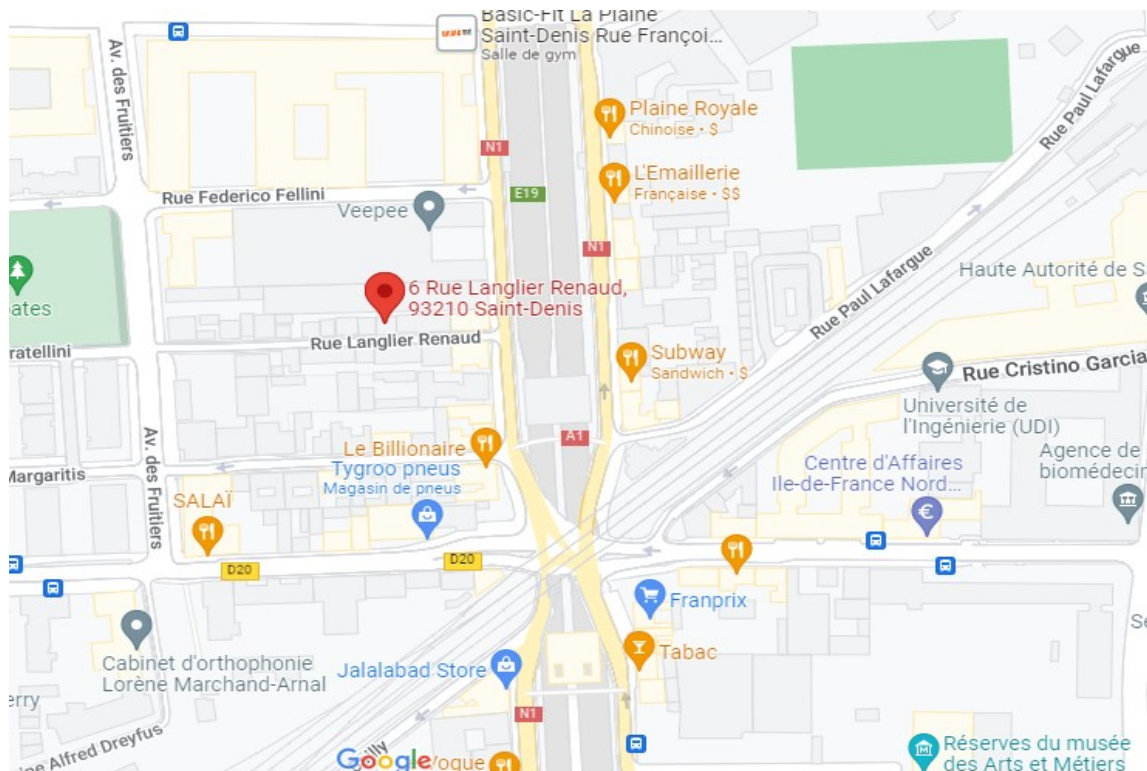 Basic-Fit La Plaine
Saint-Denis Rue Françoi...
Salle de gym
Av. des Fruitiers
Rue Paul Lafargue
Plaine Royale
Chinoise • $
N1
L'Emaillerie
Française • $$
Rue Federico Fellini
E19
Veepee
N1
Haute Autorité de S
6 Rue Langlier Renaud,
93210 Saint-Denis
Rue Paul Lafargue
ates
Rue Langlier Renaud
ratellini
Subway
Sandwich • $
Rue Cristino Garcia
Université de
l'Ingénierie (UDI)
A1
Le Billionaire
Av. des Fruitiers
Tygroo pneus
Magasin de pneus
Margaritis
Centre d'Affaires
Ile-de-France Nord...
Agence de
biomédecin
SALAÏ
D20
D20
Franprix
Tabac
Se
Cabinet d'orthophonie
Lorène Marchand-Arnal
Jalalabad Store
erry
N1
ne Alfred Dreyfus
Google
Vogue
Réserves du musée
des Arts et Métiers